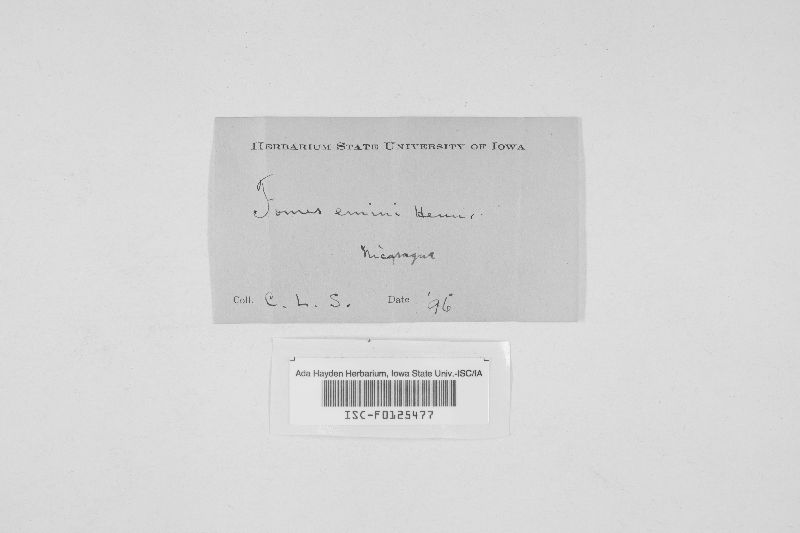 HERBARIUM STATE UNIVERSITY OF IOWA
Fomes emini Henn.
Nicaragua
Coll. C. L. S. Date '96
Ada Hayden Herbarium, Iowa State Univ.-ISC/IA
ISC-F0125477